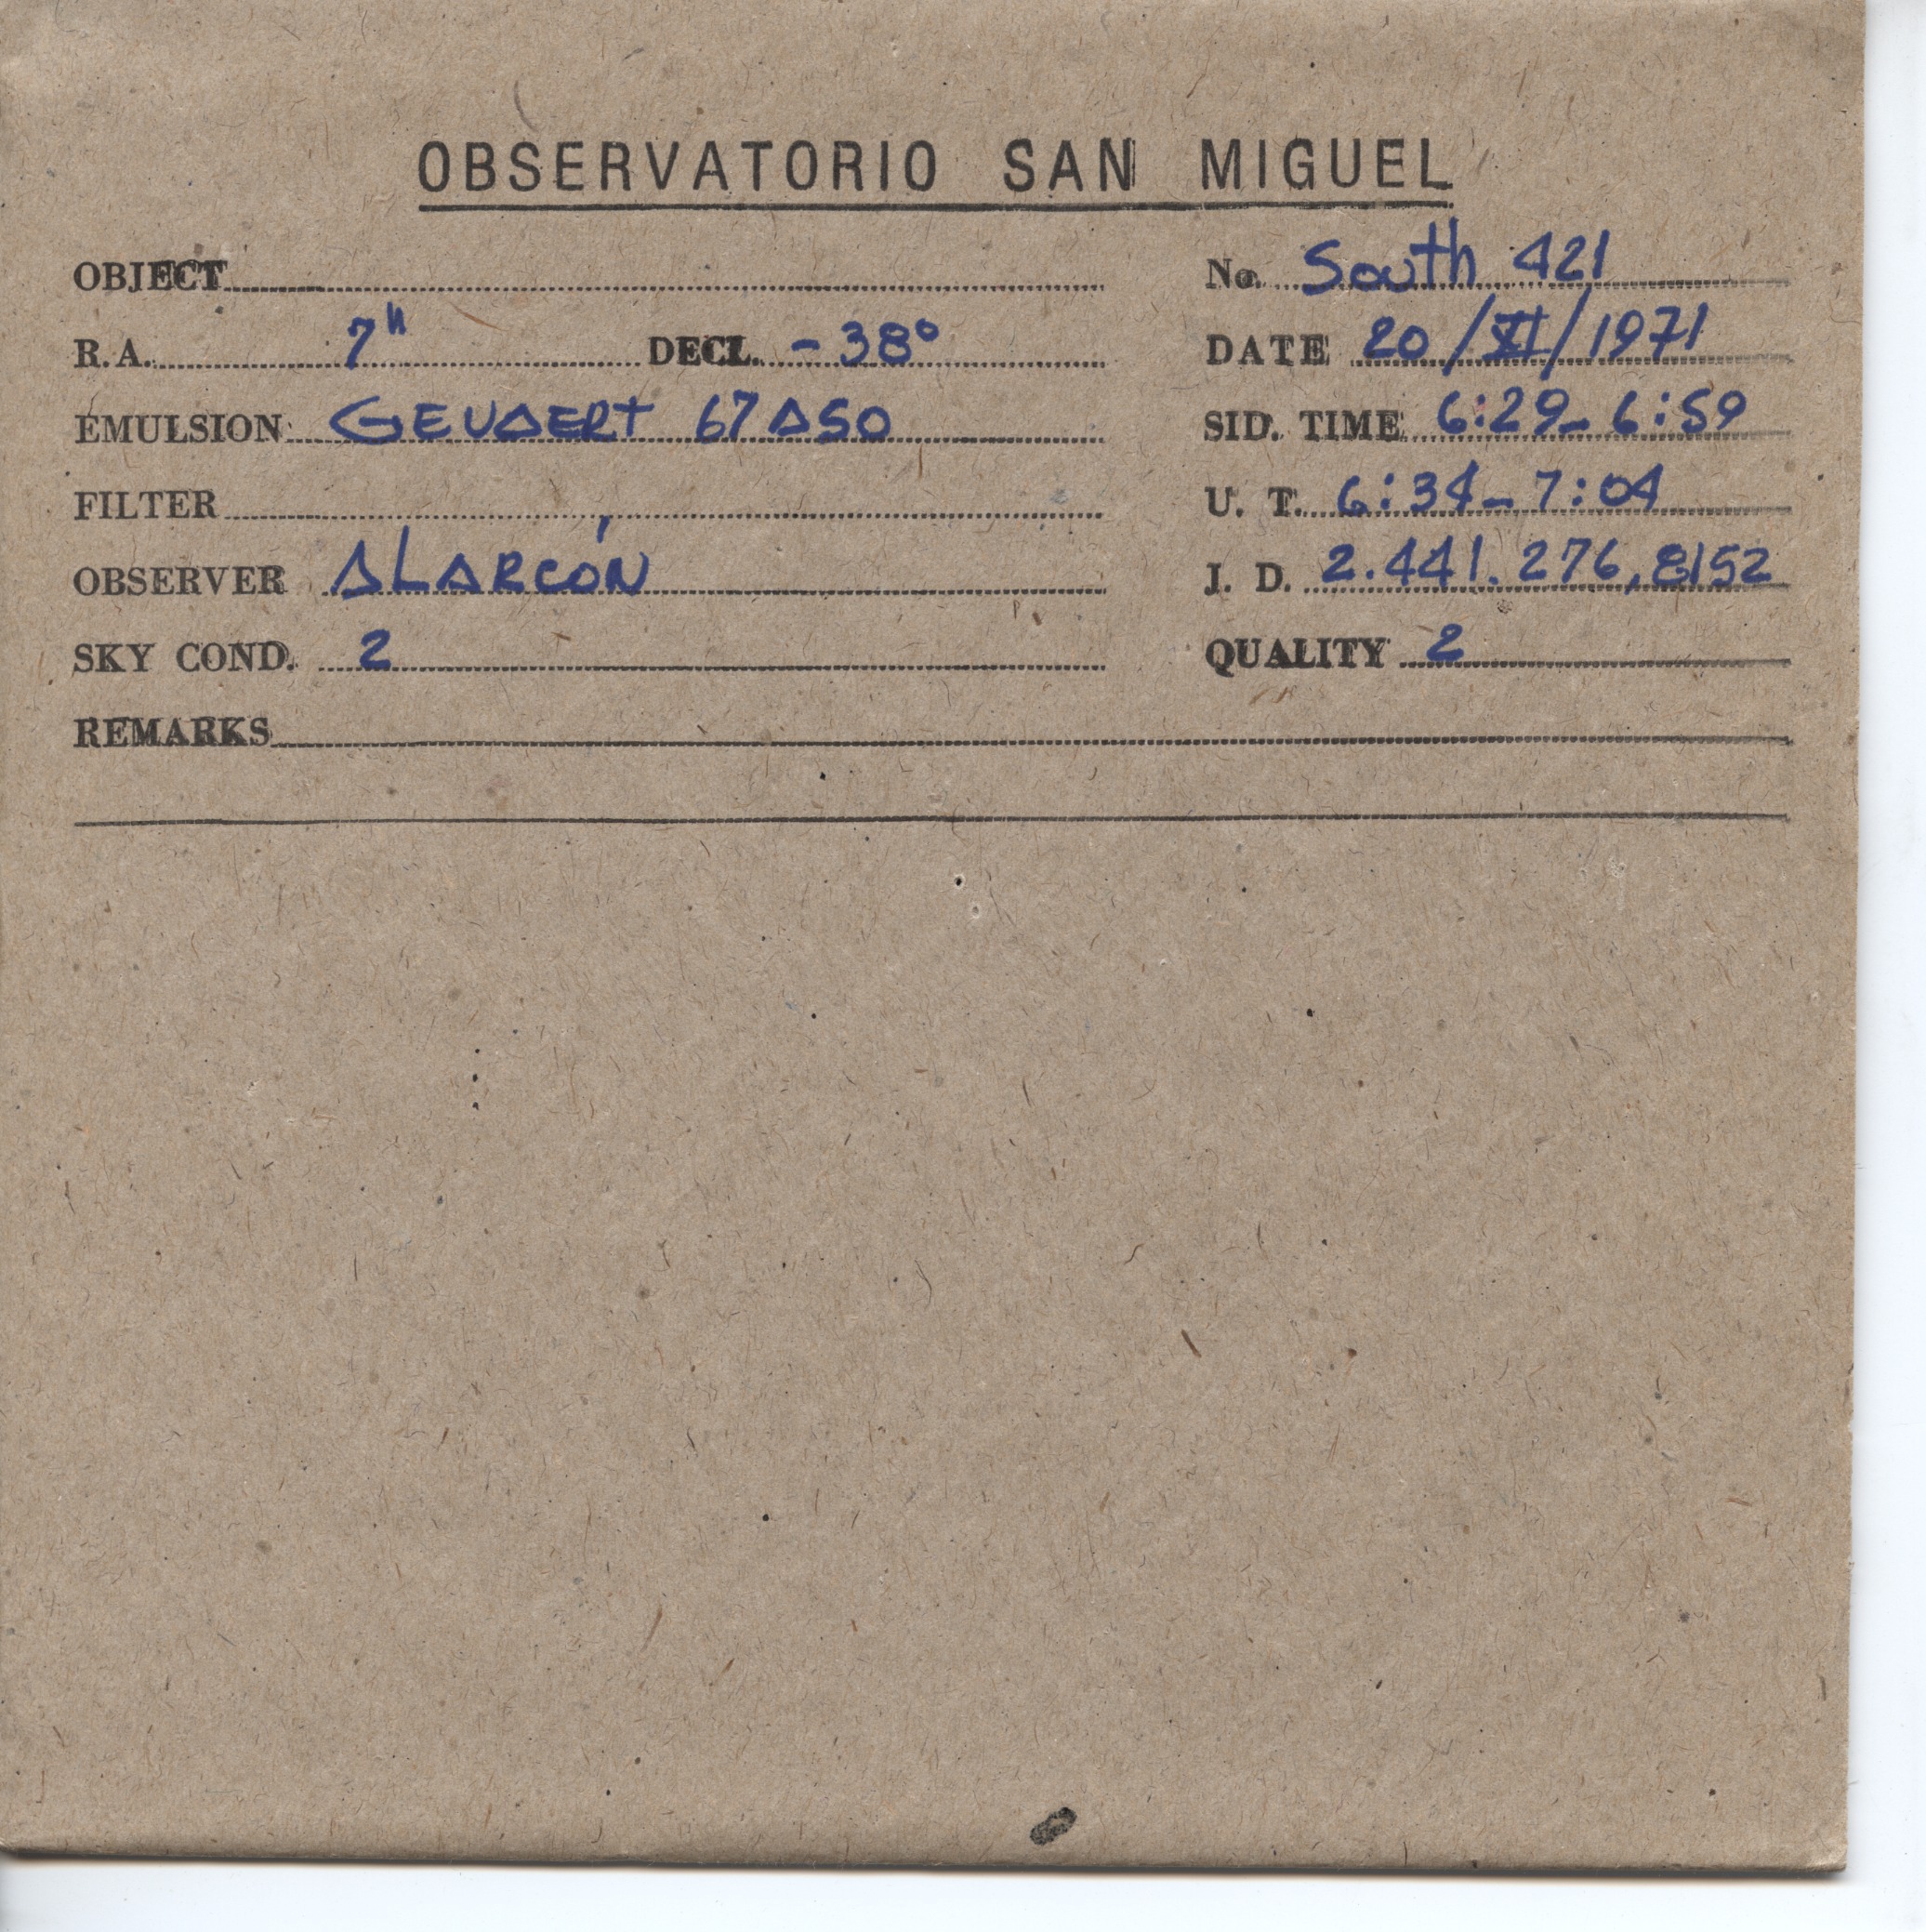 OBSERVATORIO SAN MIGUEL
OBJECT
No. South 421
R.A. 7h DECL. -38°
DATE 20/XI/1971
EMULSION GEVAERT 67A50
SID. TIME 6:29-6:59
FILTER
U. T. 6:34-7:04
OBSERVER ALARCÓN
J. D. 2.441.276,8152
SKY COND. 2
QUALITY 2
REMARKS